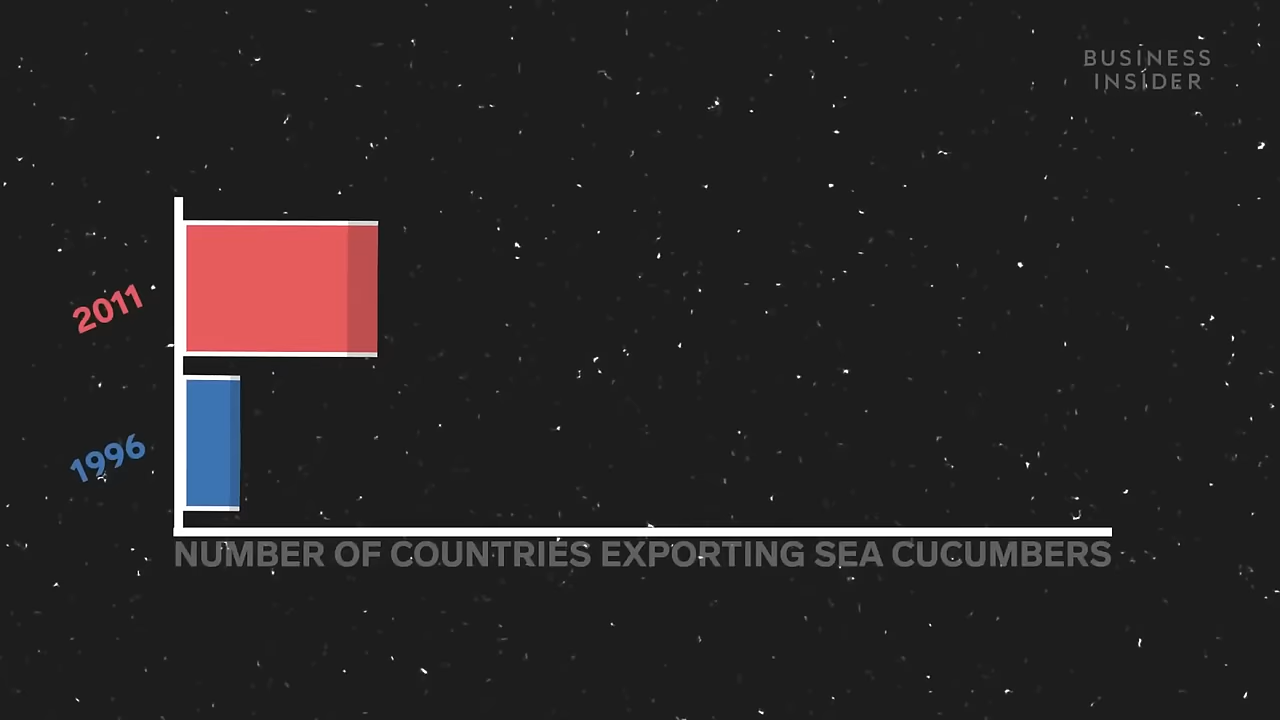 BUSINESS
INSIDER
2011
1996
NUMBER OF COUNTRIES EXPORTING SEA CUCUMBERS